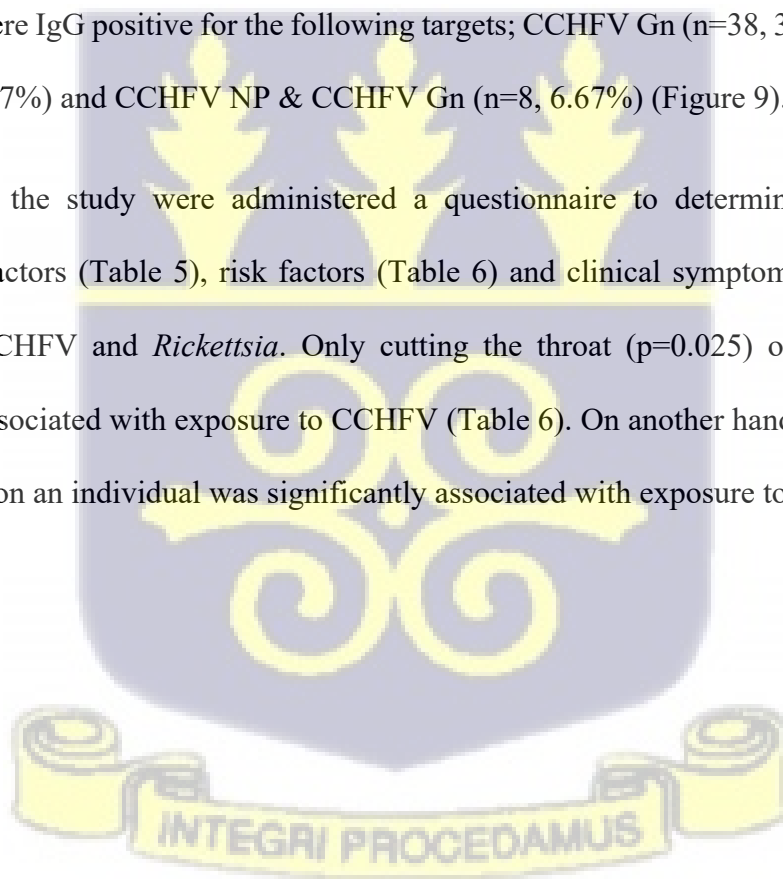 ere IgG positive for the following targets; CCHFV Gn (n=38, 3
7%) and CCHFV NP & CCHFV Gn (n=8, 6.67%) (Figure 9).
the study were administered a questionnaire to determin
actors (Table 5), risk factors (Table 6) and clinical symptom
CHFV and Rickettsia. Only cutting the throat (p=0.025) o
sociated with exposure to CCHFV (Table 6). On another hand
on an individual was significantly associated with exposure to
INTEGRI PROCEDAMUS